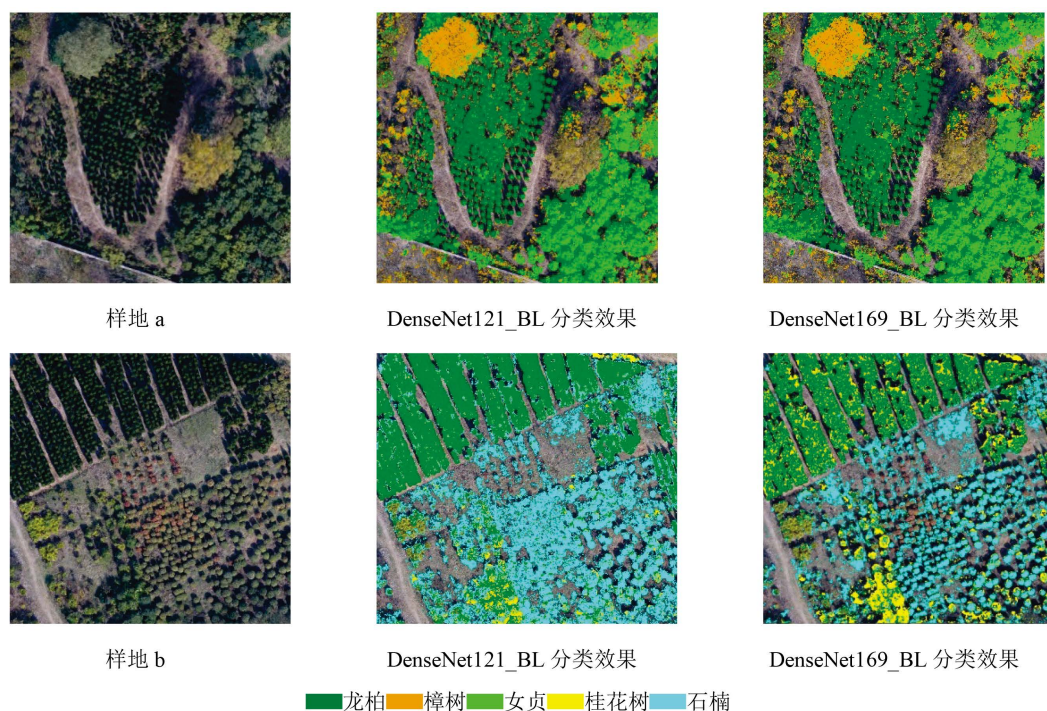 样地 a
DenseNet121_BL 分类效果
DenseNet169_BL 分类效果
样地 b
DenseNet121_BL 分类效果
DenseNet169_BL 分类效果
龙柏 樟树 女贞 桂花树 石楠